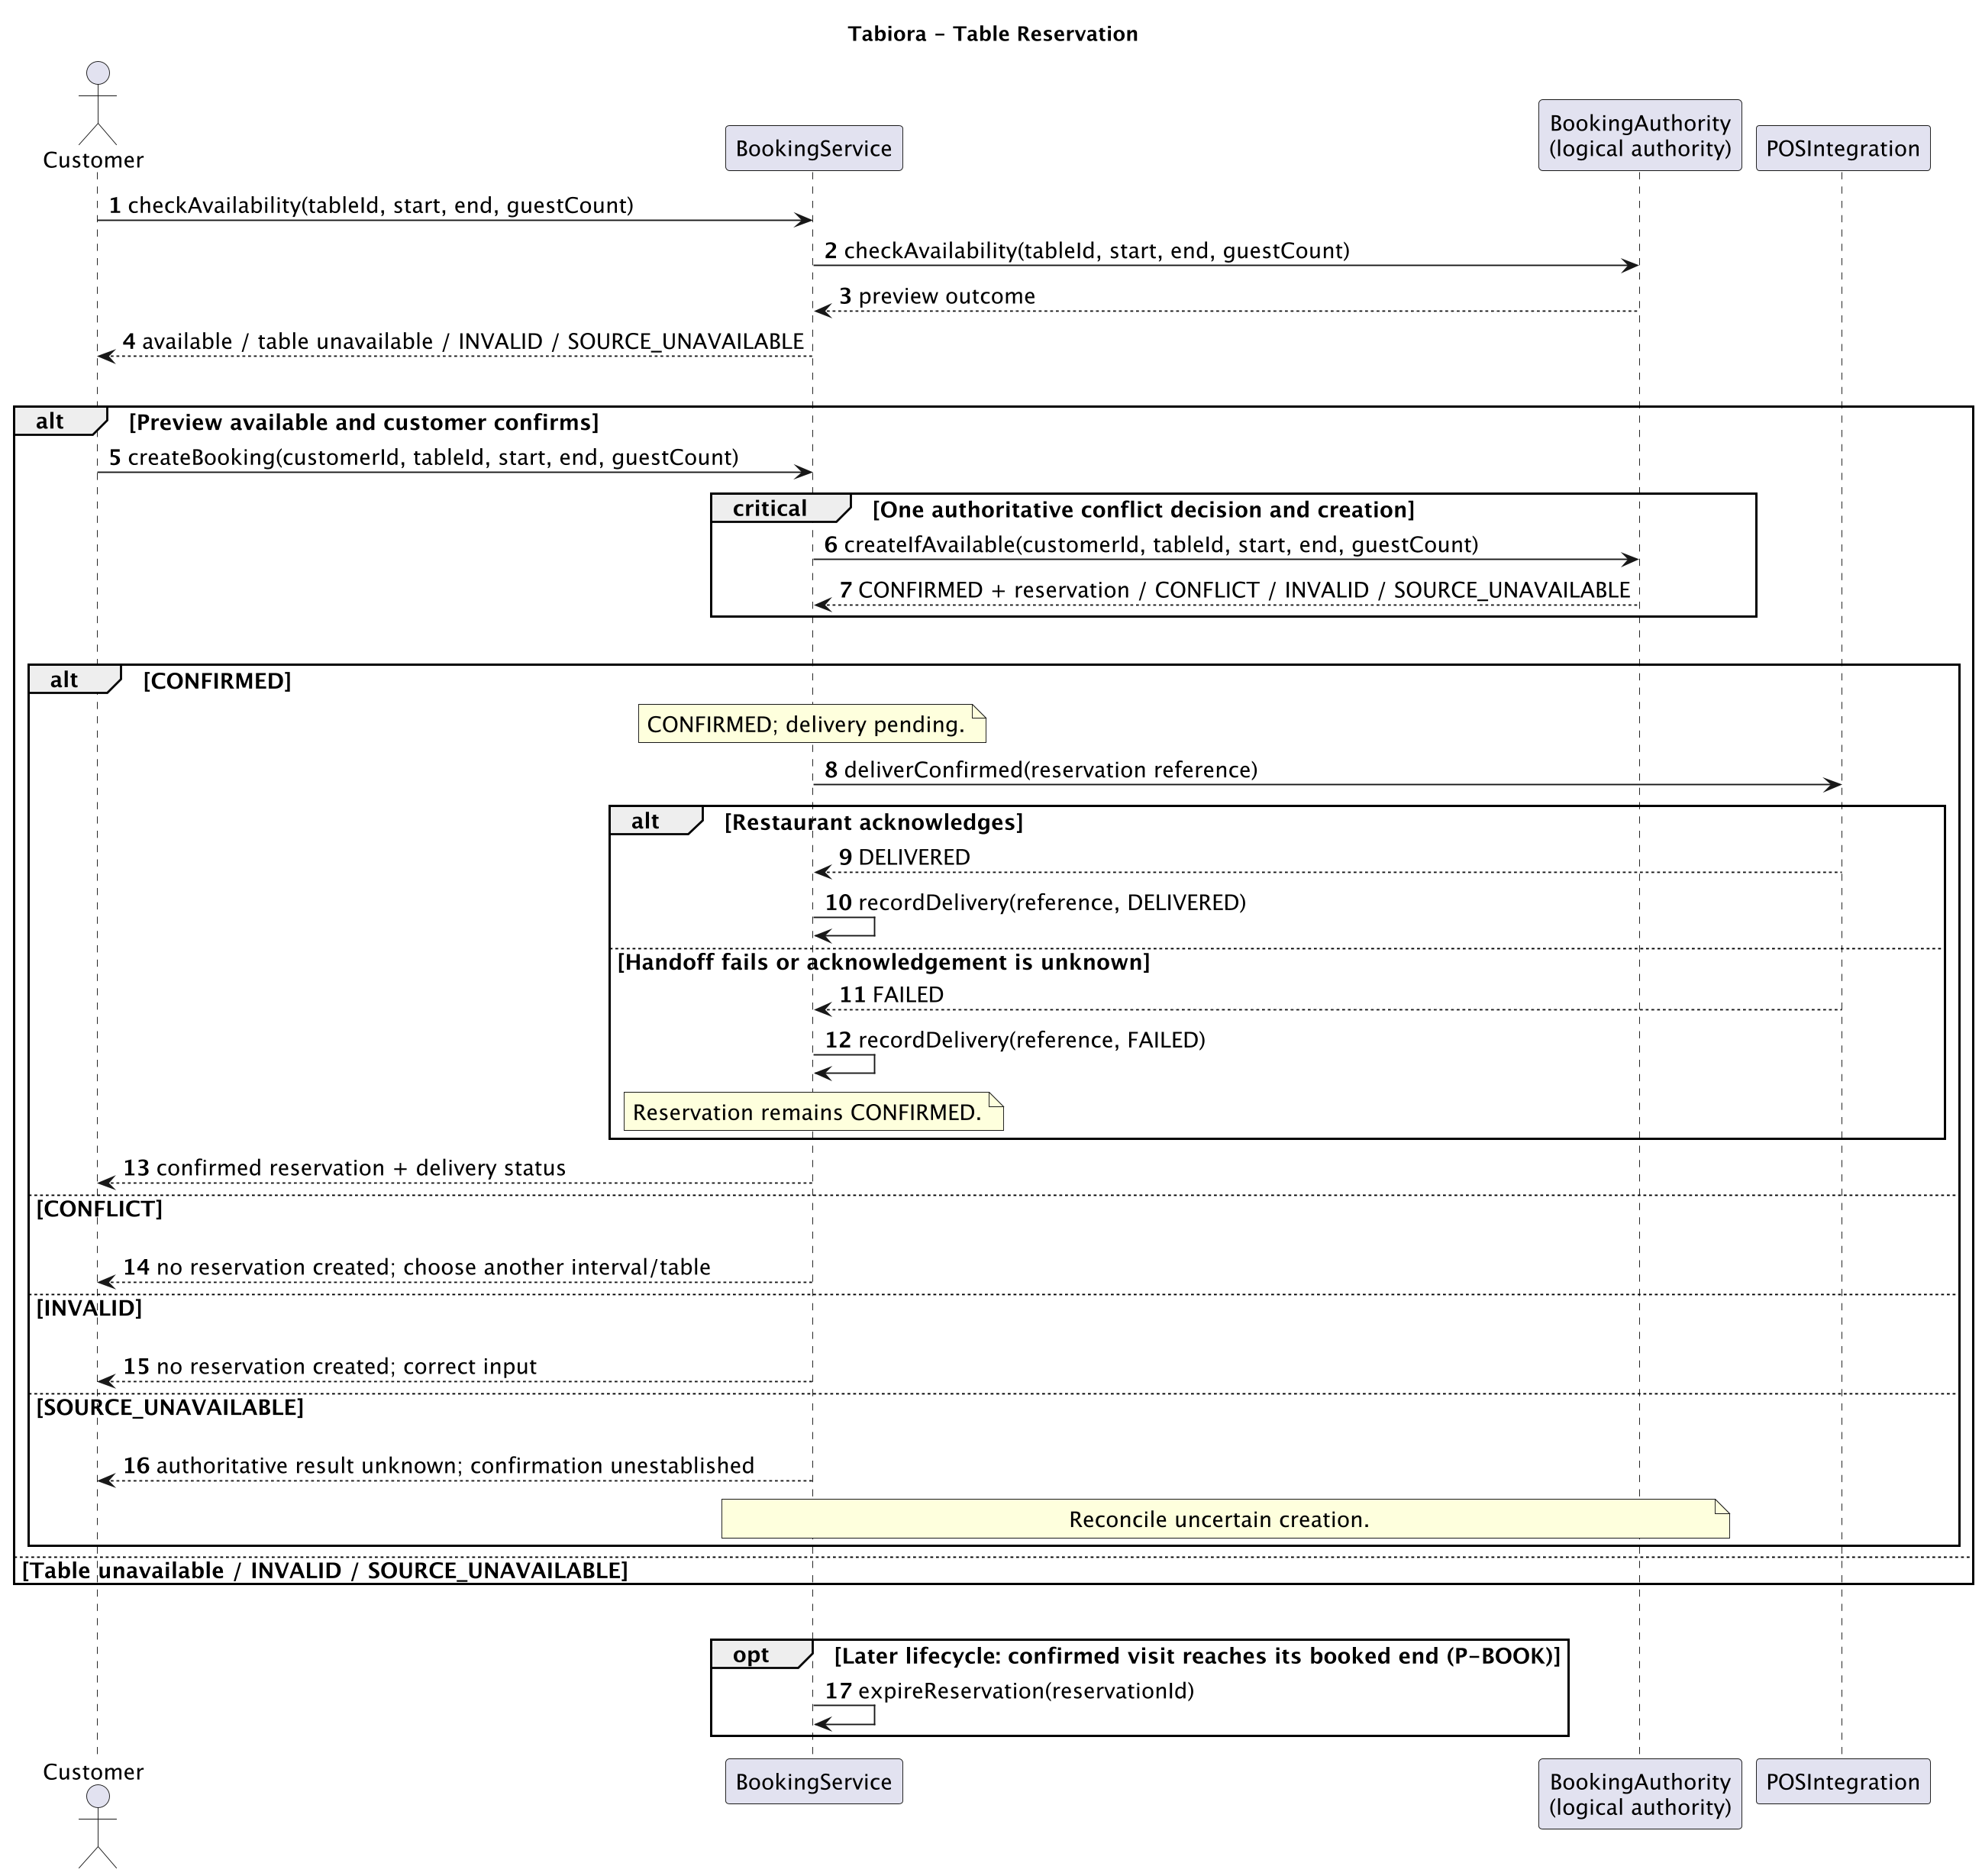 Tabiora – Table Reservation
Customer
BookingService
BookingAuthority
(logical authority)
POSIntegration
1 checkAvailability(tableId, start, end, guestCount)
2 checkAvailability(tableId, start, end, guestCount)
3 preview outcome
4 available / table unavailable / INVALID / SOURCE_UNAVAILABLE
alt [Preview available and customer confirms]
5 createBooking(customerId, tableId, start, end, guestCount)
critical [One authoritative conflict decision and creation]
6 createIfAvailable(customerId, tableId, start, end, guestCount)
7 CONFIRMED + reservation / CONFLICT / INVALID / SOURCE_UNAVAILABLE
alt [CONFIRMED]
CONFIRMED; delivery pending.
8 deliverConfirmed(reservation reference)
alt [Restaurant acknowledges]
9 DELIVERED
10 recordDelivery(reference, DELIVERED)
[Handoff fails or acknowledgement is unknown]
11 FAILED
12 recordDelivery(reference, FAILED)
Reservation remains CONFIRMED.
13 confirmed reservation + delivery status
[CONFLICT]
14 no reservation created; choose another interval/table
[INVALID]
15 no reservation created; correct input
[SOURCE_UNAVAILABLE]
16 authoritative result unknown; confirmation unestablished
Reconcile uncertain creation.
[Table unavailable / INVALID / SOURCE_UNAVAILABLE]
opt [Later lifecycle: confirmed visit reaches its booked end (P-BOOK)]
17 expireReservation(reservationId)
Customer
BookingService
BookingAuthority
(logical authority)
POSIntegration